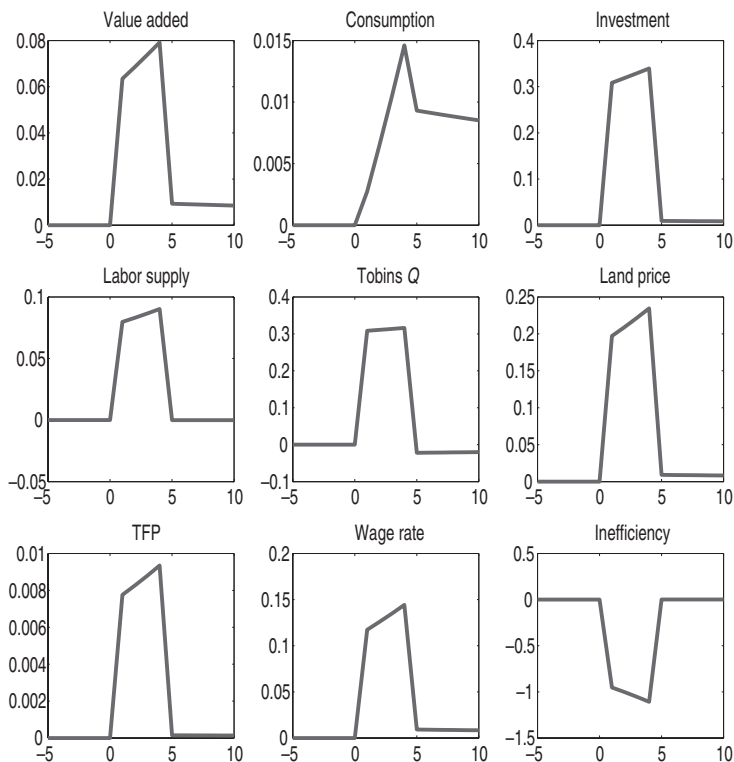 Value added
0.08
0.06
0.04
0.02
0
−5 0 5 10
Consumption
0.015
0.01
0.005
0
−5 0 5 10
Investment
0.4
0.3
0.2
0.1
0
−5 0 5 10
Labor supply
0.1
0.05
0
−0.05
−5 0 5 10
Tobins Q
0.4
0.3
0.2
0.1
0
−0.1
−5 0 5 10
Land price
0.25
0.2
0.15
0.1
0.05
0
−5 0 5 10
TFP
0.01
0.008
0.006
0.004
0.002
0
−5 0 5 10
Wage rate
0.2
0.15
0.1
0.05
0
−5 0 5 10
Inefficiency
0.5
0
−0.5
−1
−1.5
−5 0 5 10